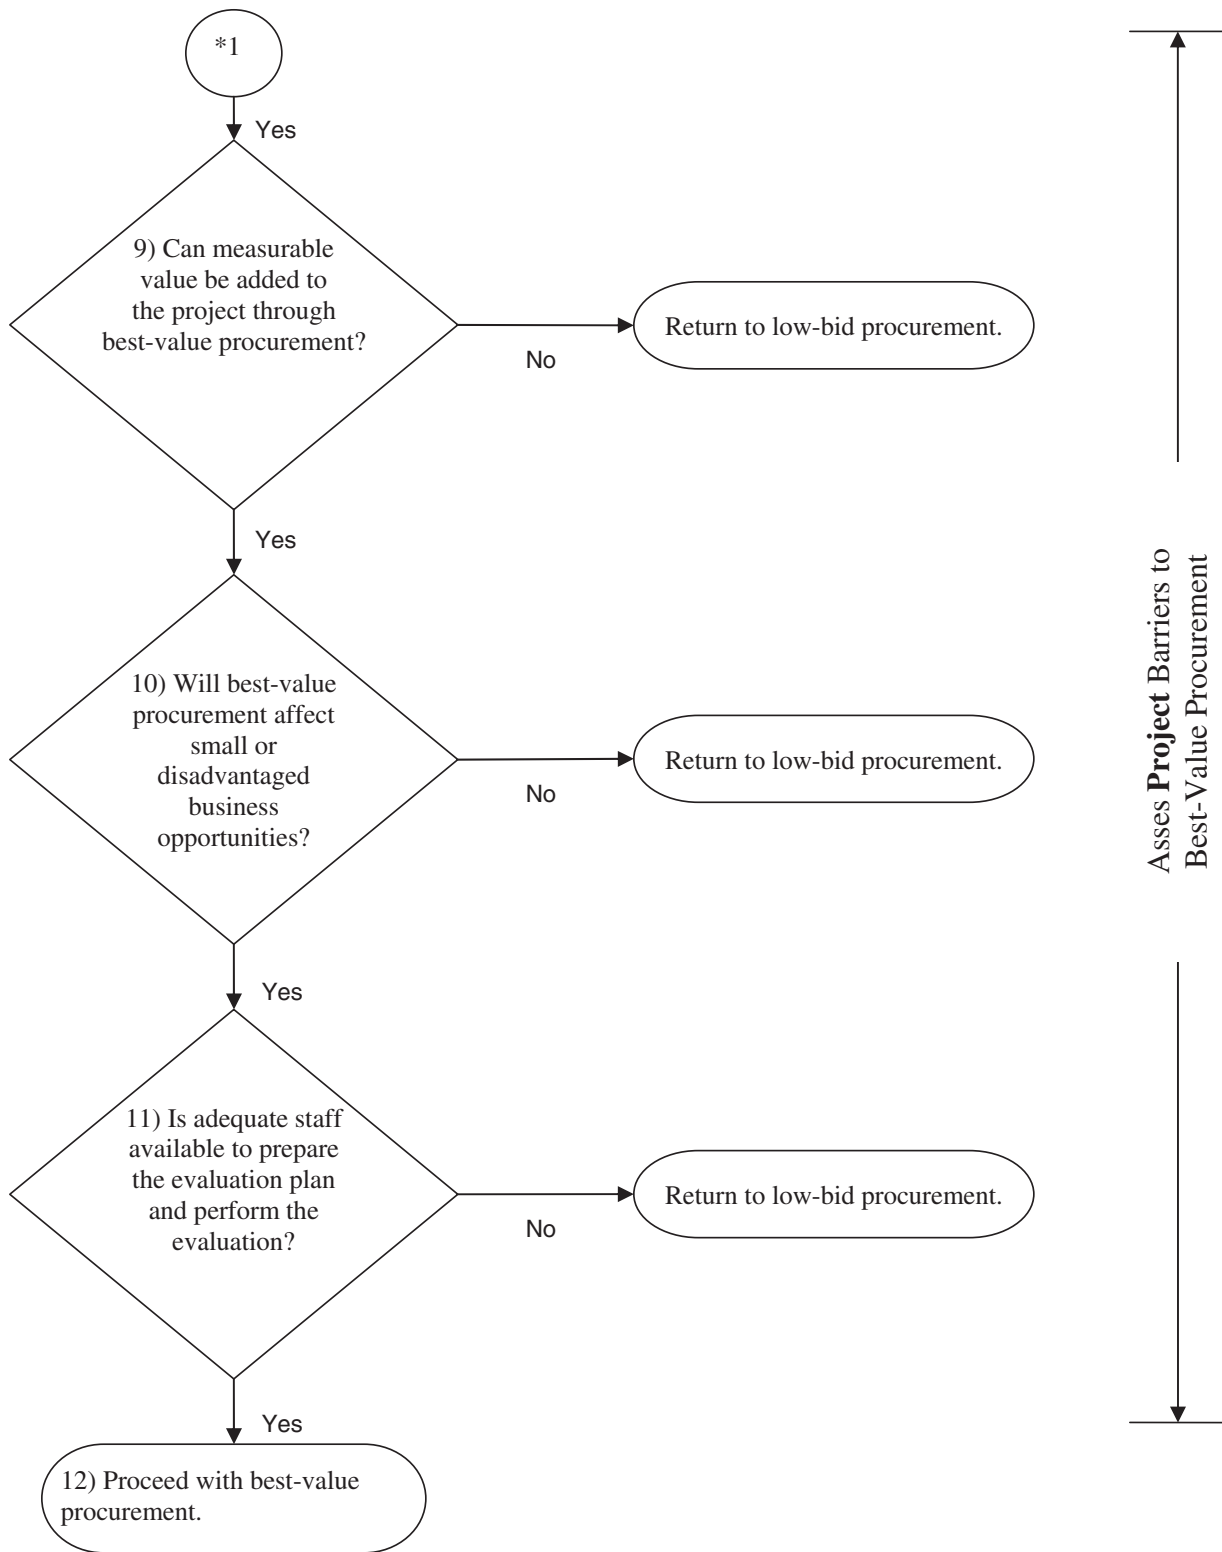 *1
Yes
9) Can measurable
value be added to
the project through
best-value procurement?
No
Return to low-bid procurement.
Yes
10) Will best-value
procurement affect
small or
disadvantaged
business
opportunities?
No
Return to low-bid procurement.
Yes
11) Is adequate staff
available to prepare
the evaluation plan
and perform the
evaluation?
No
Return to low-bid procurement.
Yes
12) Proceed with best-value
procurement.
Asses Project Barriers to
Best-Value Procurement